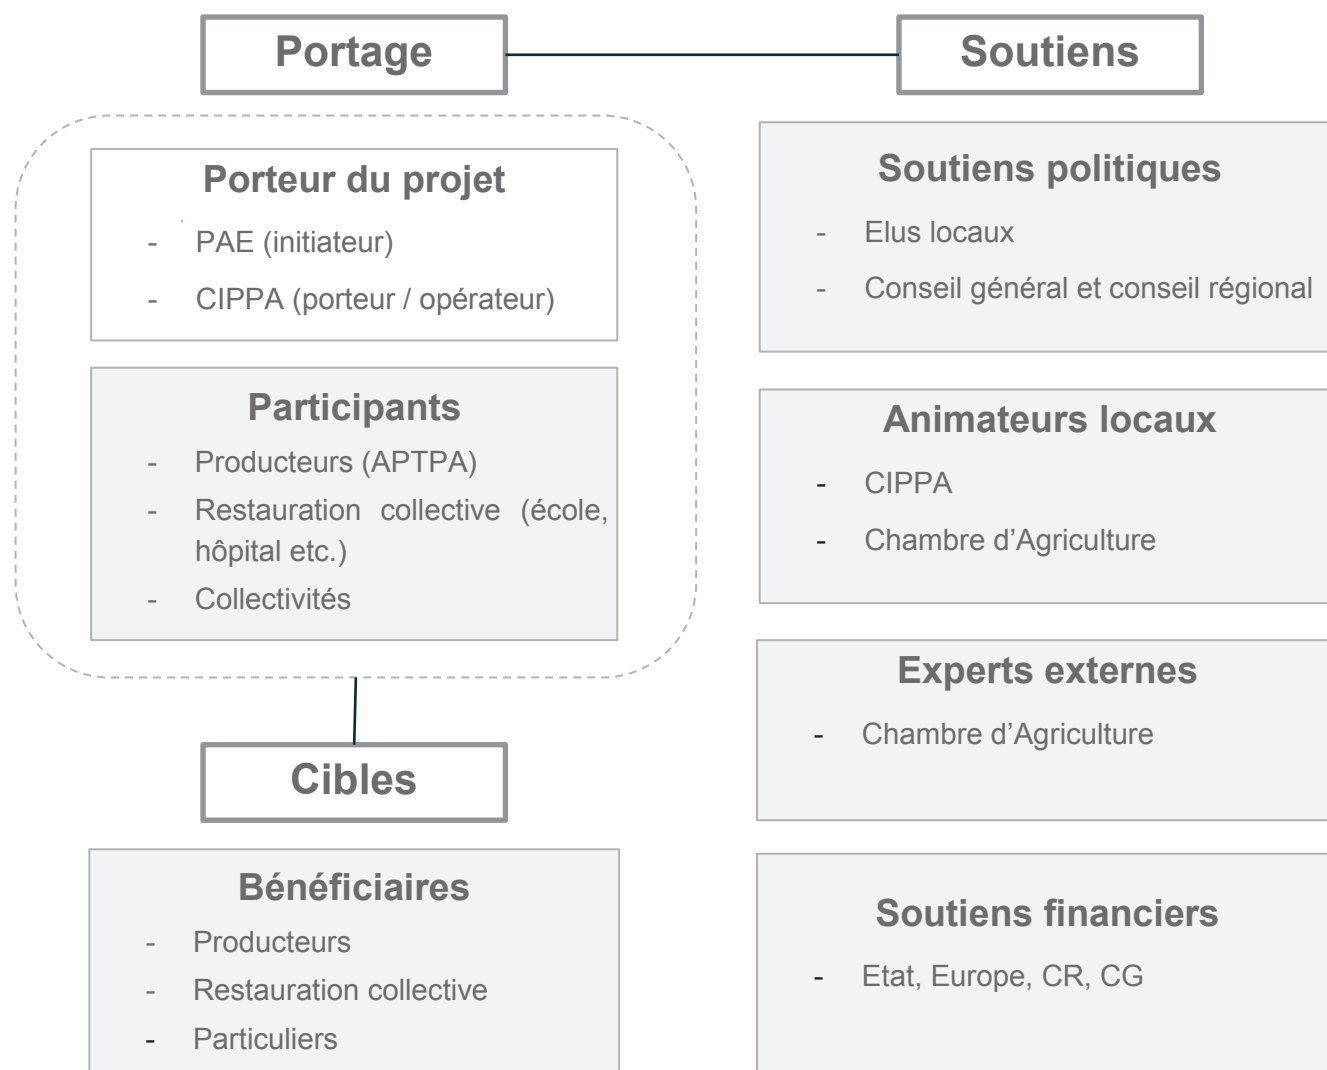 Portage
Porteur du projet
- PAE (initiateur)
- CIPPA (porteur / opérateur)
Participants
- Producteurs (APTPA)
- Restauration collective (école,
hôpital etc.)
- Collectivités
Cibles
Bénéficiaires
- Producteurs
- Restauration collective
- Particuliers
Soutiens
Soutiens politiques
- Elus locaux
- Conseil général et conseil régional
Animateurs locaux
- CIPPA
- Chambre d’Agriculture
Experts externes
- Chambre d’Agriculture
Soutiens financiers
- Etat, Europe, CR, CG